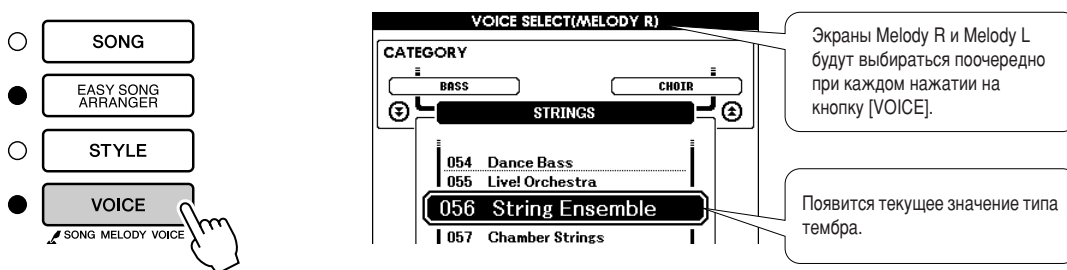 SONG
EASY SONG
ARRANGER
STYLE
VOICE
SONG MELODY VOICE
VOICE SELECT(MELODY R)
CATEGORY
BASS
CHOIR
STRINGS
054 Dance Bass
055 Live! Orchestra
056 String Ensemble
057 Chamber Strings
Экраны Melody R и Melody L
будут выбираться поочередно
при каждом нажатии на
кнопку [VOICE].
Появится текущее значение типа
тембра.